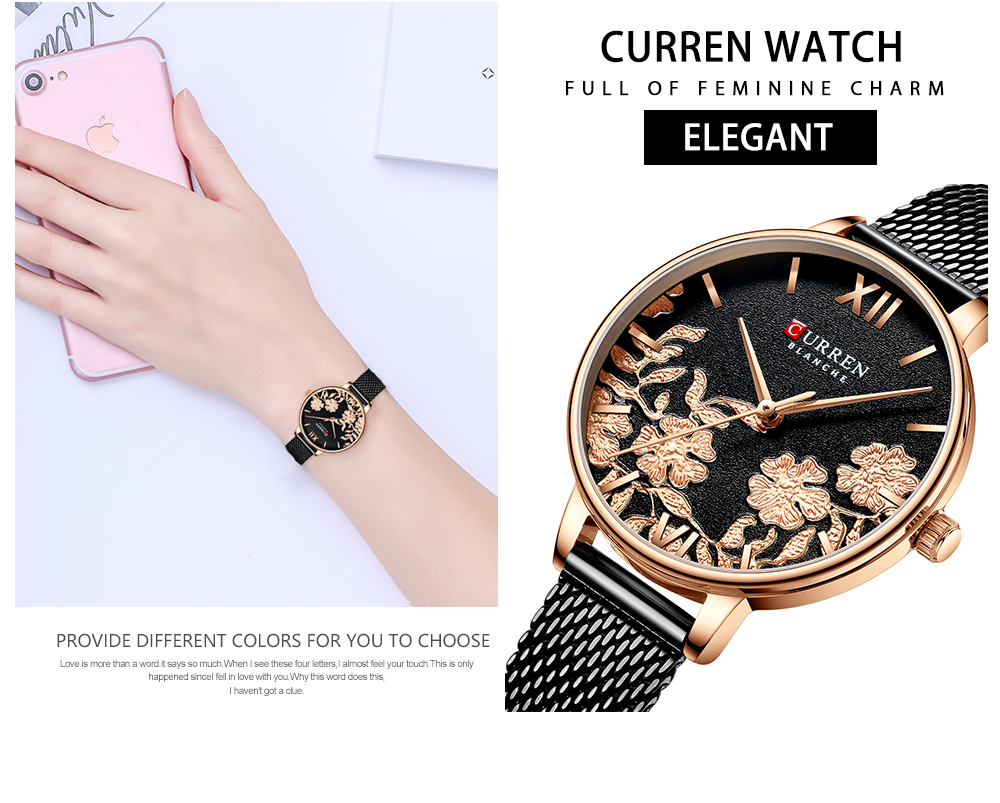 CURREN WATCH
FULL OF FEMININE CHARM
ELEGANT
XII
CURREN
BLANCHE
VI
PROVIDE DIFFERENT COLORS FOR YOU TO CHOOSE
Love is more than a word.it says so much.When I see these four letters,I almost feel your touch.This is only
happened sinceI fell in love with you.Why this word does this,
I haven't got a clue.